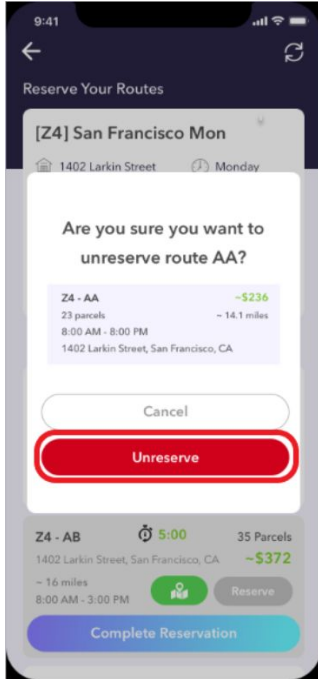 9:41
Reserve Your Routes
[Z4] San Francisco Mon
1402 Larkin Street Monday
Are you sure you want to
unreserve route AA?
Z4 - AA ~$236
23 parcels ~ 14.1 miles
8:00 AM - 8:00 PM
1402 Larkin Street, San Francisco, CA
Cancel
Unreserve
Z4 - AB 5:00 35 Parcels
1402 Larkin Street, San Francisco, CA ~$372
~ 16 miles
8:00 AM - 3:00 PM Reserve
Complete Reservation